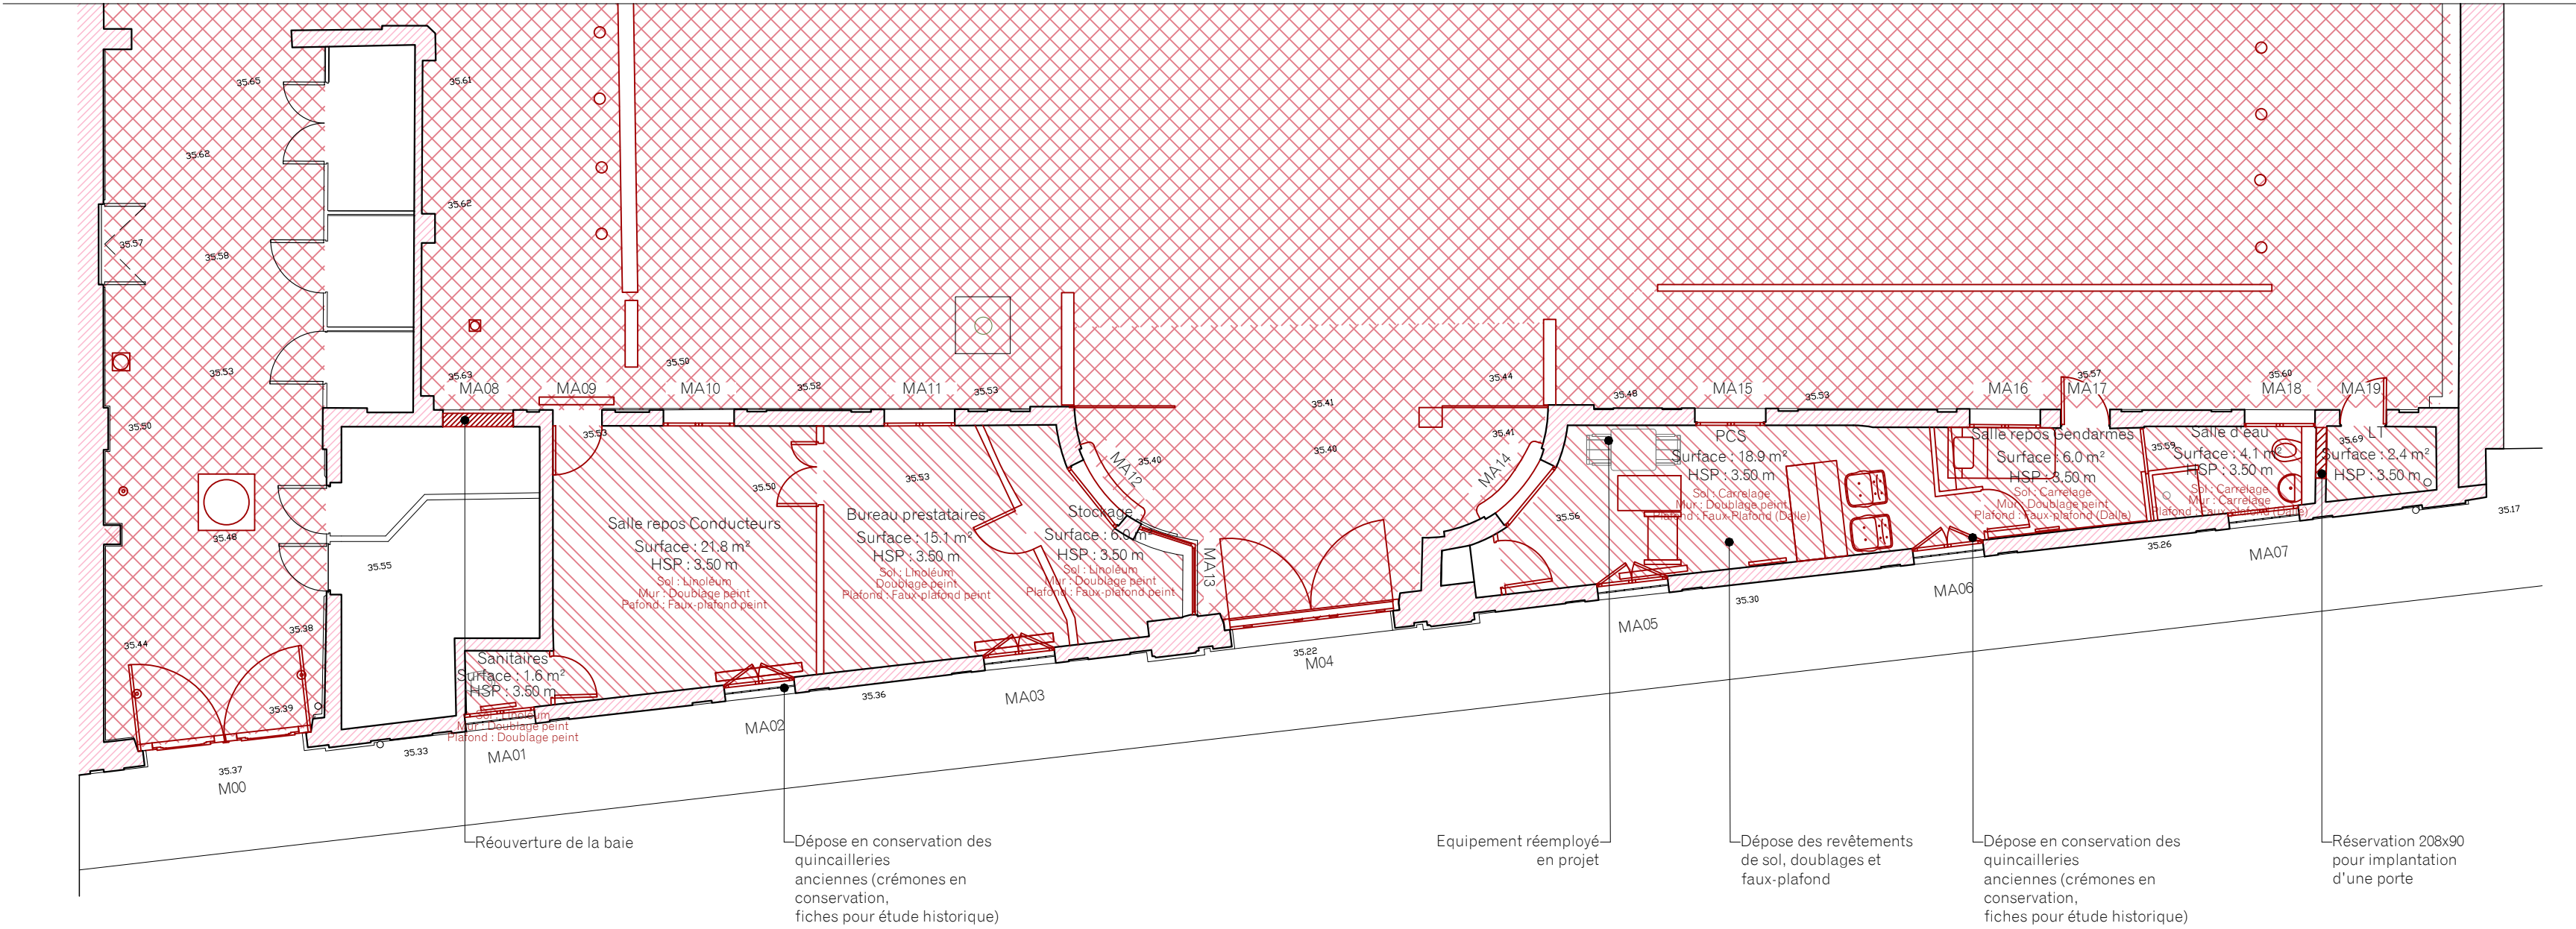 35.65
35.61
35.62
35.62
35.57
35.58
35.53
35.63
35.50
35.52
35.53
35.44
35.41
35.48
35.53
35.57
35.60
MA08
MA09
MA10
MA11
MA15
MA16
MA17
MA18
MA19
35.50
35.53
35.48
35.55
35.44
35.38
35.39
35.37
M00
35.33
Sanitaires
Surface : 1.6 m²
HSP : 3.50 m
Sol : Linoléum
Mur : Doublage peint
Plafond : Doublage peint
MA01
35.50
Salle repos Conducteurs
Surface : 21.8 m²
HSP : 3.50 m
Sol : Linoléum
Mur : Doublage peint
Pafond : Faux-plafond peint
MA02
35.36
35.53
Bureau prestataires
Surface : 15.1 m²
HSP : 3.50 m
Sol : Linoléum
Doublage peint
Plafond : Faux-plafond peint
MA03
Stockage
Surface : 6.0 m²
HSP : 3.50 m
Sol : Linoléum
Mur : Doublage peint
Plafond : Faux-plafond peint
MA12
MA13
35.40
35.40
35.41
MA14
35.22
M04
35.56
PCS
Surface : 18.9 m²
HSP : 3.50 m
Sol : Carrelage
Mur : Doublage peint
Plafond : Faux-Plafond (Dalle)
35.30
MA05
Salle repos Gendarmes
Surface : 6.0 m²
HSP : 3.50 m
Sol : Carrelage
Mur : Doublage peint
Plafond : Faux-plafond (Dalle)
MA06
35.59
Salle d'eau
Surface : 4.1 m²
HSP : 3.50 m
Sol : Carrelage
Mur : Carrelage
Plafond : Faux-plafond (Dalle)
35.26
MA07
LT
35.69
Surface : 2.4 m²
HSP : 3.50 m
35.17
Réouverture de la baie
Dépose en conservation des
quincailleries
anciennes (crémones en
conservation,
fiches pour étude historique)
Equipement réemployé
en projet
Dépose des revêtements
de sol, doublages et
faux-plafond
Dépose en conservation des
quincailleries
anciennes (crémones en
conservation,
fiches pour étude historique)
Réservation 208x90
pour implantation
d'une porte